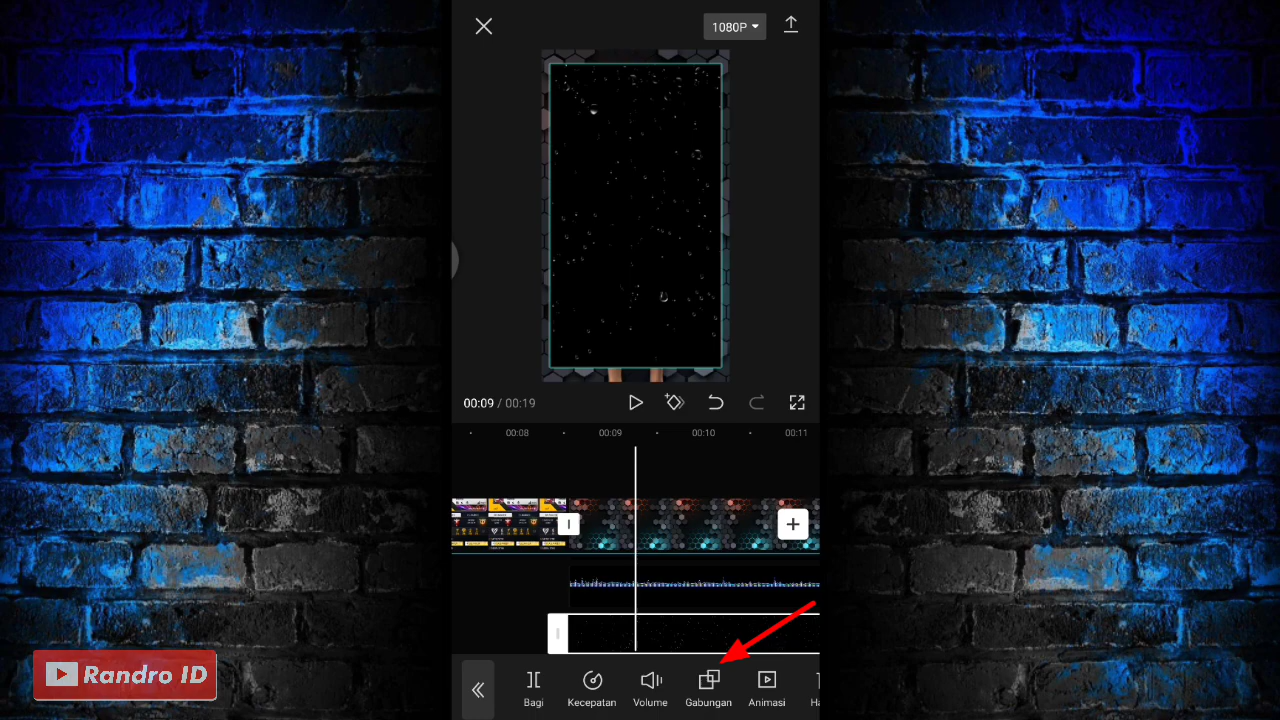 1080P
00:09 / 00:19
00:08
00:09
00:10
00:11
Bagi
Kecepatan
Volume
Gabungan
Animasi
Randro ID